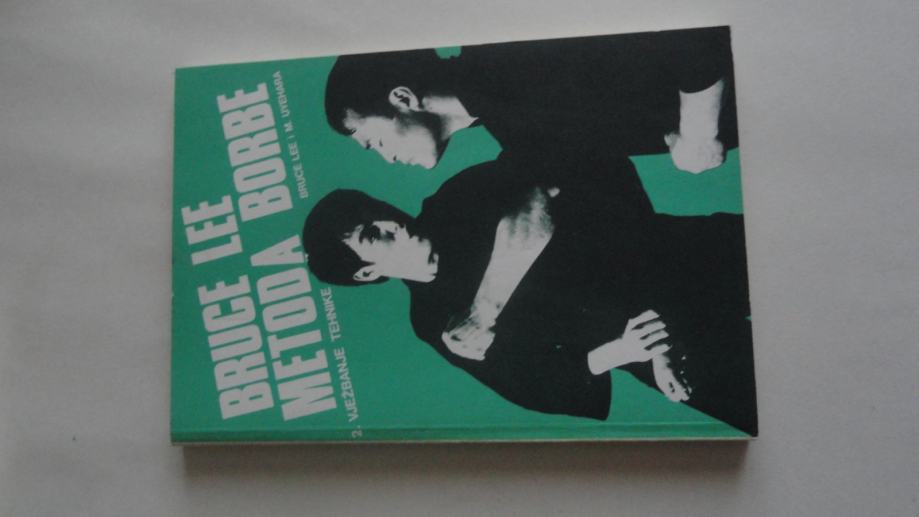 BRUCE LEE
METODA BORBE
BRUCE LEE i M. UYEHARA
2. VJEŽBANJE TEHNIKE